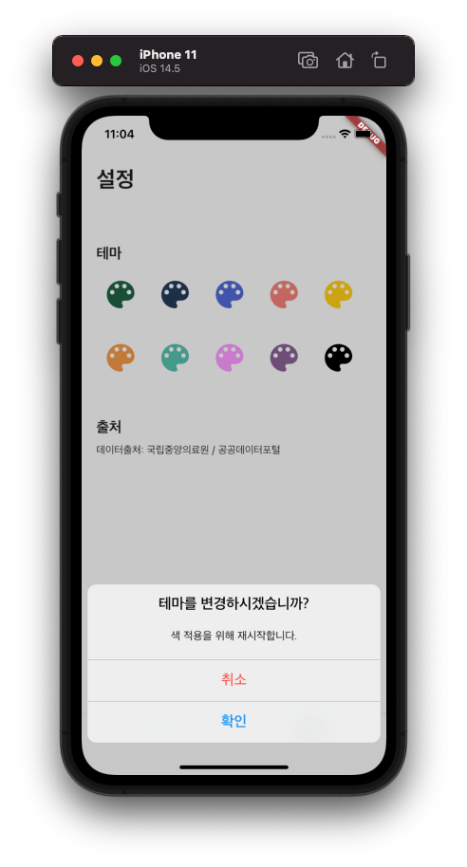 iPhone 11
iOS 14.5
11:04
DEBUG
설정
테마
출처
데이터출처: 국립중앙의료원 / 공공데이터포털
테마를 변경하시겠습니까?
색 적용을 위해 재시작합니다.
취소
확인